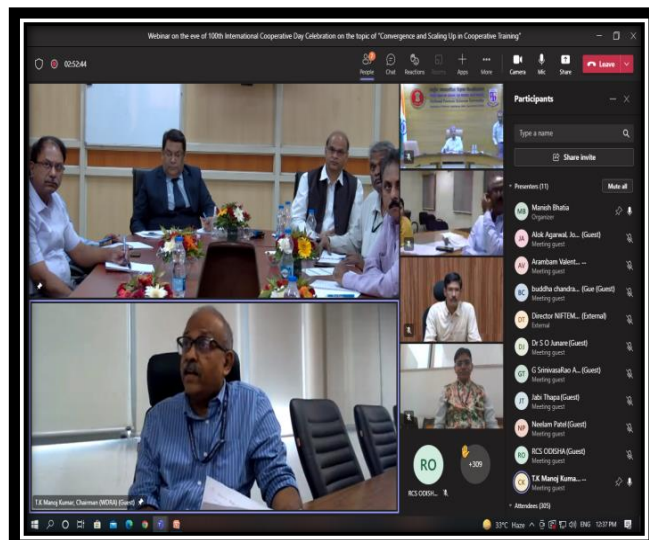 Webinar on the eve of 100th International Cooperative Day Celebration on the topic of "Convergence and Scaling Up in Cooperative Training"
02:52:44
People
Chat
Reactions
Rooms
Apps
More
Camera
Mic
Share
Leave
Participants
Type a name
Share invite
Presenters (11)
Mute all
MB
Manish Bhatia
Organizer
JA
Alok Agarwal, Jo... (Guest)
Meeting guest
AV
Arambam Valent... ...
Meeting guest
BC
buddha chandra... (Gue (Guest)
Meeting guest
DT
Director NIFTEM... (External)
External
DJ
Dr S O Junare (Guest)
Meeting guest
GT
G SrinivasaRao A... (Guest)
Meeting guest
JT
Jabi Thapa (Guest)
Meeting guest
NP
Neelam Patel (Guest)
Meeting guest
RO
RCS ODISHA (Guest)
Meeting guest
CK
T.K Manoj Kuma... ...
Meeting guest
Attendees (305)
T.K Manoj Kumar, Chairman (WDRA) (Guest)
RO
RCS ODISH...
+309
33°C Haze
ENG
12:37 PM